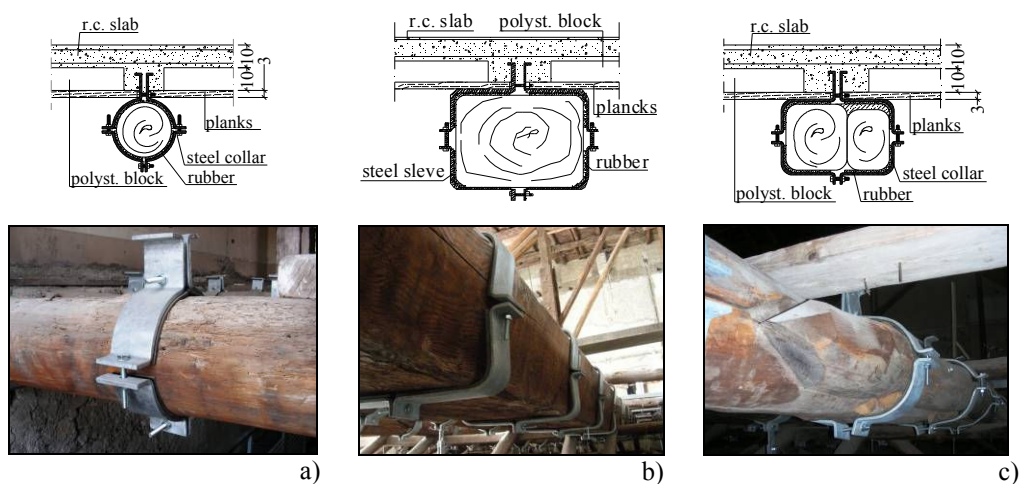 r.c. slab
10
10
3
planks
steel collar
rubber
polyst. block
r.c. slab
polyst. block
plancks
steel sleve
rubber
r.c. slab
10
10
3
planks
steel collar
rubber
polyst. block
a)
b)
c)